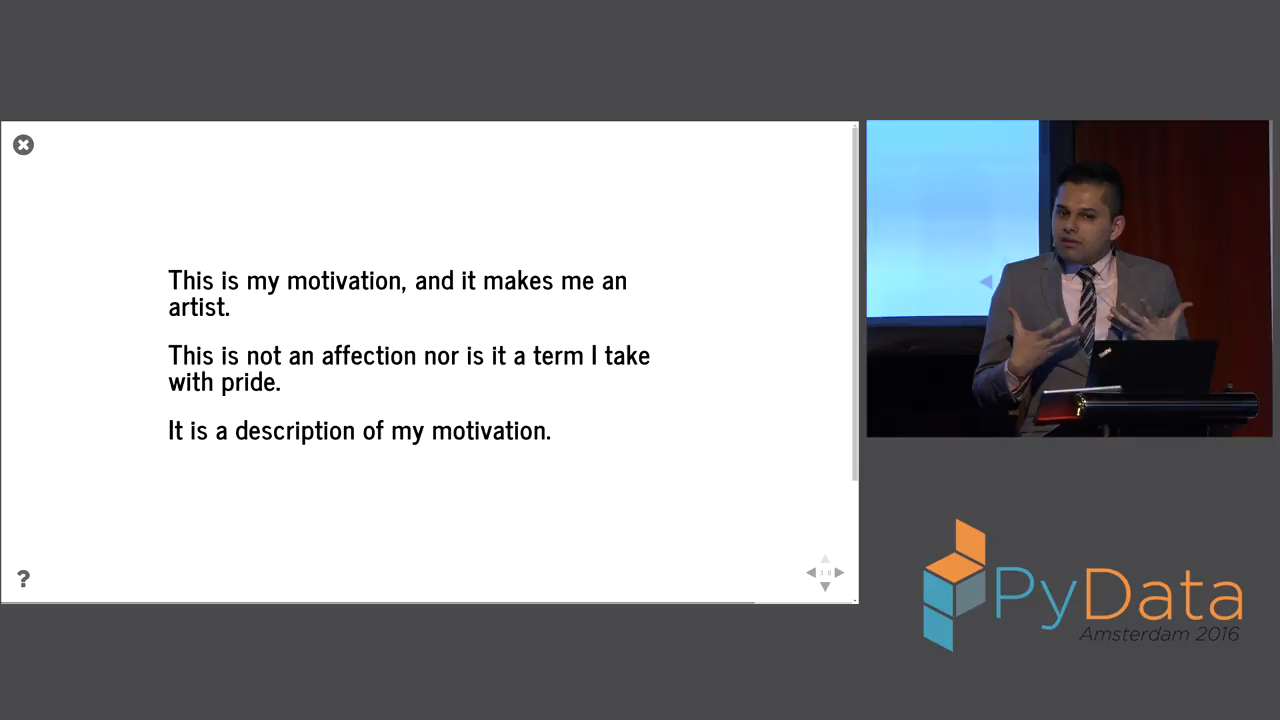 This is my motivation, and it makes me an
artist.
This is not an affection nor is it a term I take
with pride.
It is a description of my motivation.
?
PyData
Amsterdam 2016